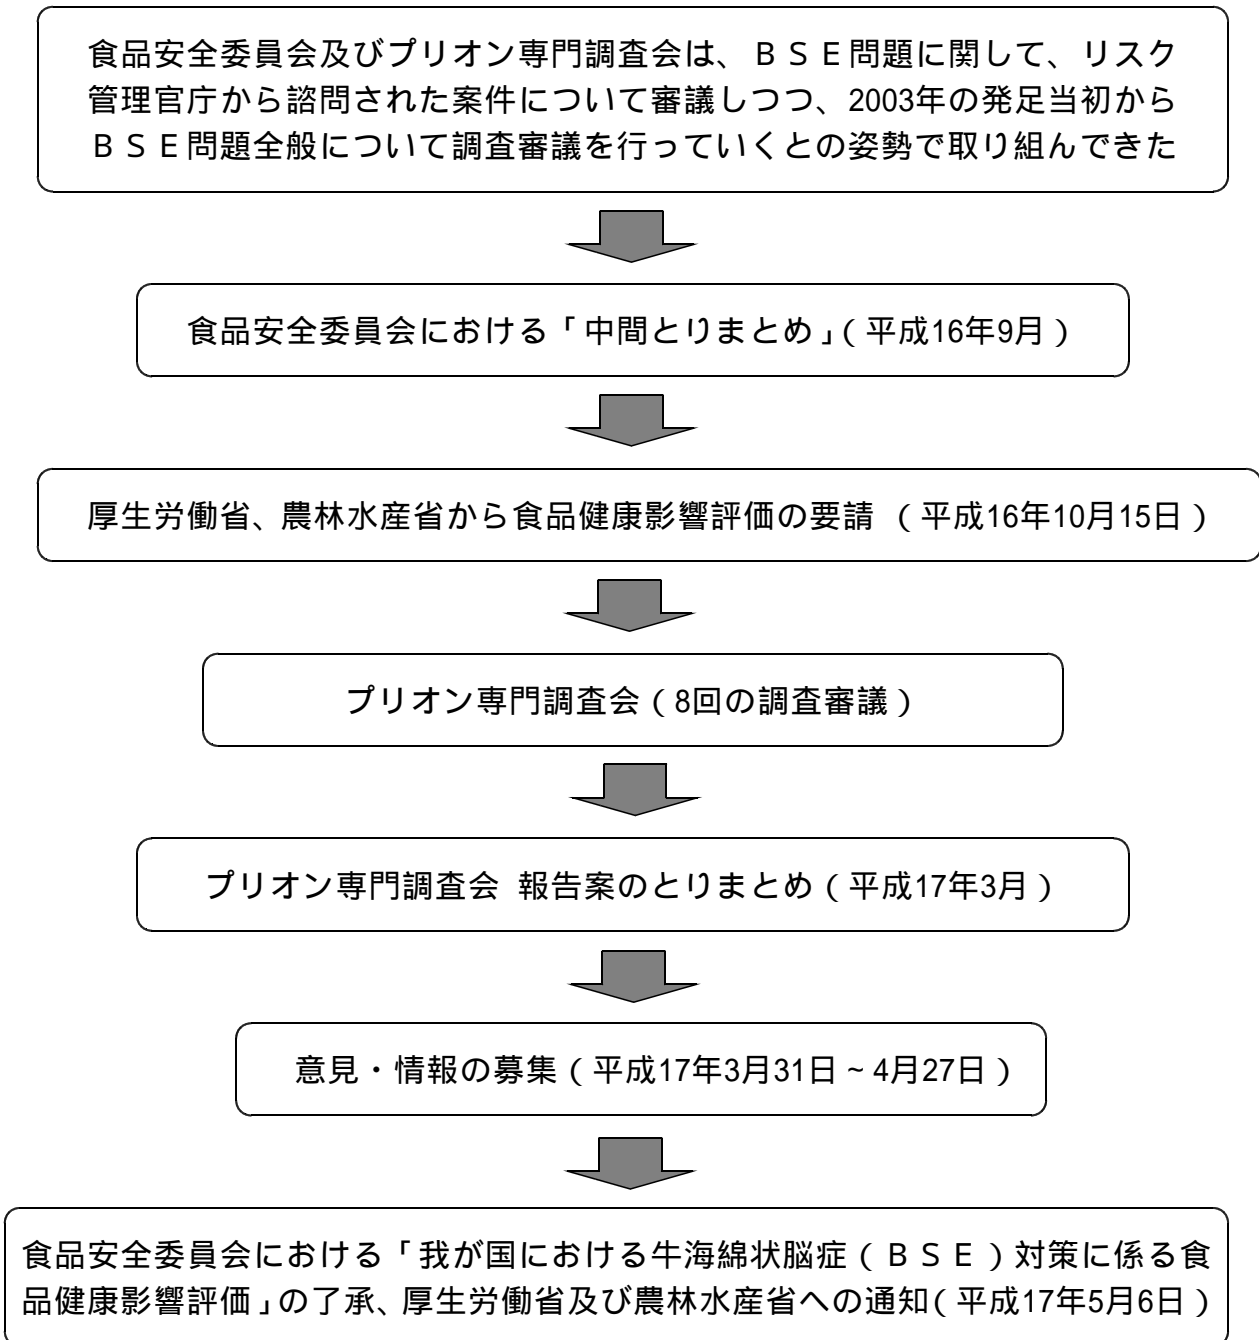 食品安全委員会及びプリオン専門調査会は、ＢＳＥ問題に関して、リスク
管理官庁から諮問された案件について審議しつつ、2003年の発足当初から
ＢＳＥ問題全般について調査審議を行っていくとの姿勢で取り組んできた
食品安全委員会における「中間とりまとめ」（平成16年9月）
厚生労働省、農林水産省から食品健康影響評価の要請 （平成16年10月15日）
プリオン専門調査会（8回の調査審議）
プリオン専門調査会 報告案のとりまとめ（平成17年3月）
意見・情報の募集（平成17年3月31日~4月27日）
食品安全委員会における「我が国における牛海綿状脳症（ＢＳＥ）対策に係る食
品健康影響評価」の了承、厚生労働省及び農林水産省への通知（平成17年5月6日）